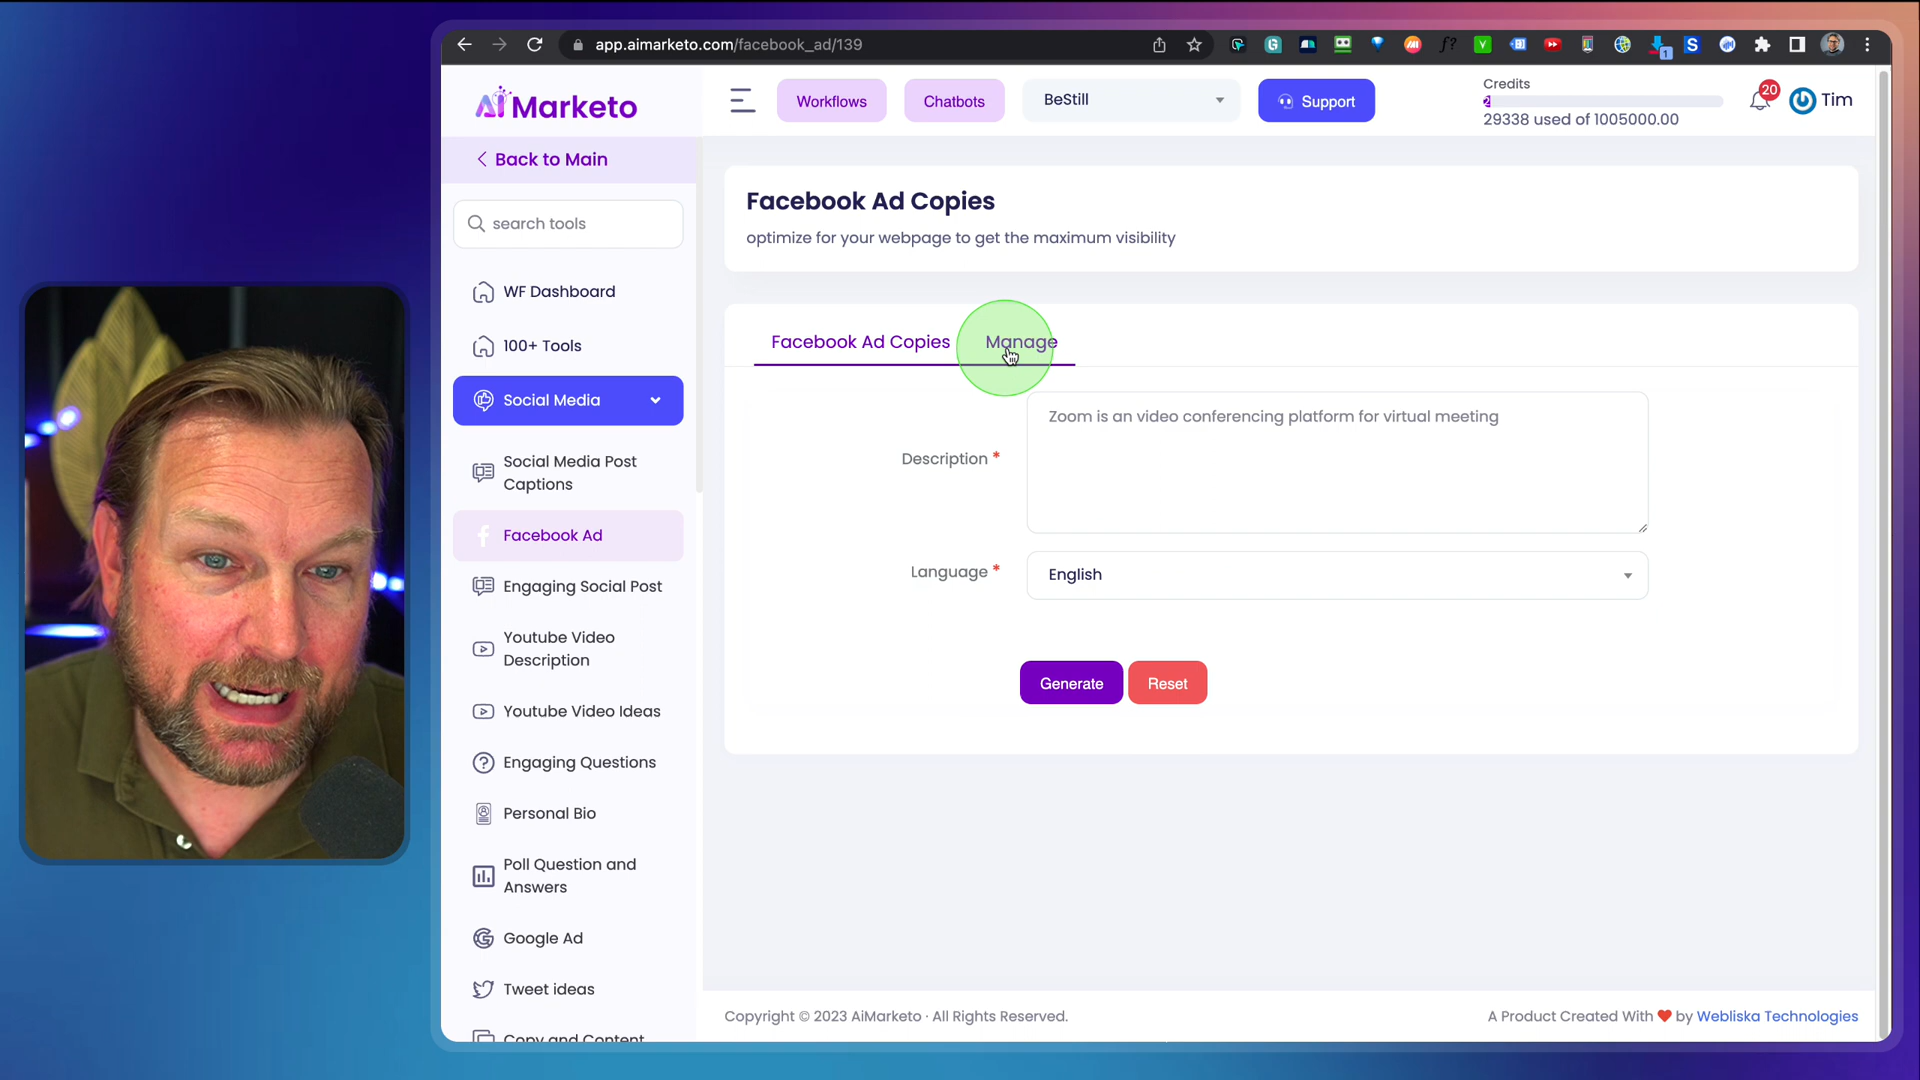 app.aimarketo.com/facebook_ad/139
AiMarketo
Workflows
Chatbots
BeStill
Support
Credits
2
29338 used of 1005000.00
20
Tim
Back to Main
search tools
WF Dashboard
100+ Tools
Social Media
Social Media Post
Captions
Facebook Ad
Engaging Social Post
Youtube Video
Description
Youtube Video Ideas
Engaging Questions
Personal Bio
Poll Question and
Answers
Google Ad
Tweet ideas
Copy and Content
Facebook Ad Copies
optimize for your webpage to get the maximum visibility
Facebook Ad Copies
Manage
Description *
Zoom is an video conferencing platform for virtual meeting
Language *
English
Generate
Reset
Copyright © 2023 AiMarketo · All Rights Reserved.
A Product Created With ❤ by Webliska Technologies